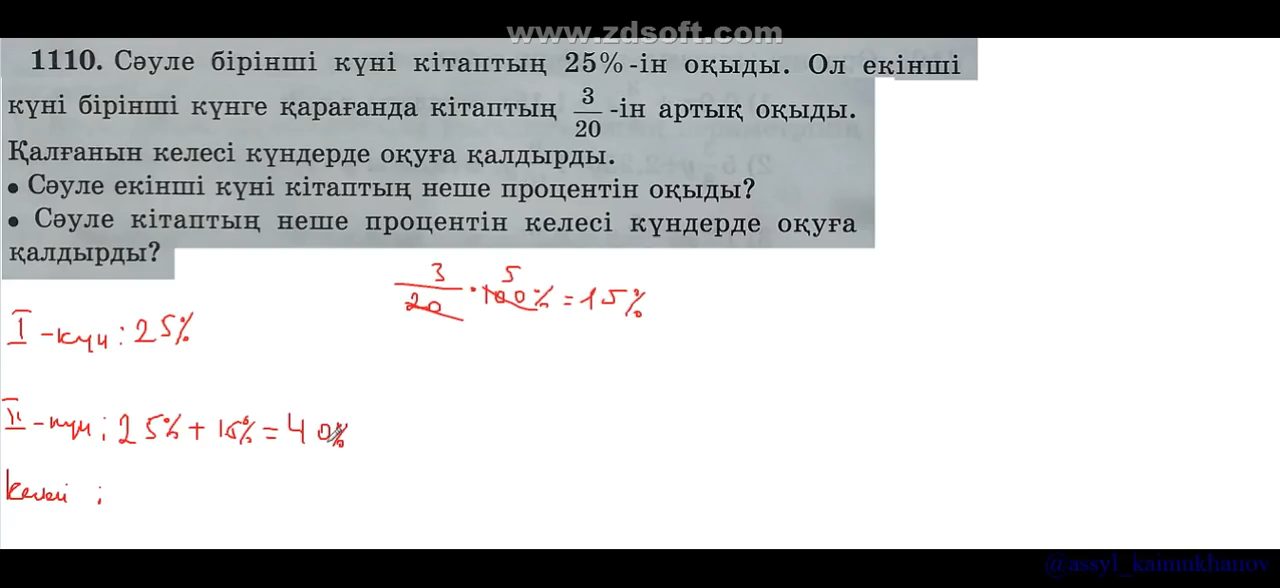 www.zdsoft.com
1110. Сәуле бірінші күні кітаптың 25%-ін оқыды. Ол екінші
күні бірінші күнге қарағанда кітаптың 3/20 -ін артық оқыды.
Қалғанын келесі күндерде оқуға қалдырды.
• Сәуле екінші күні кітаптың неше процентін оқыды?
• Сәуле кітаптың неше процентін келесі күндерде оқуға
қалдырды?
3/20 · 100% 5 = 15%
I -күн : 25%
II -күн : 25% + 15% = 40%
келесі :
@assyl_kaimukhanov